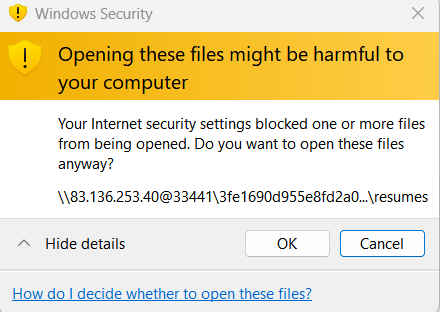 Windows Security
Opening these files might be harmful to
your computer
Your Internet security settings blocked one or more files
from being opened. Do you want to open these files
anyway?
\\83.136.253.40@33441\3fe1690d955e8fd2a0...\resumes
Hide details
OK
Cancel
How do I decide whether to open these files?